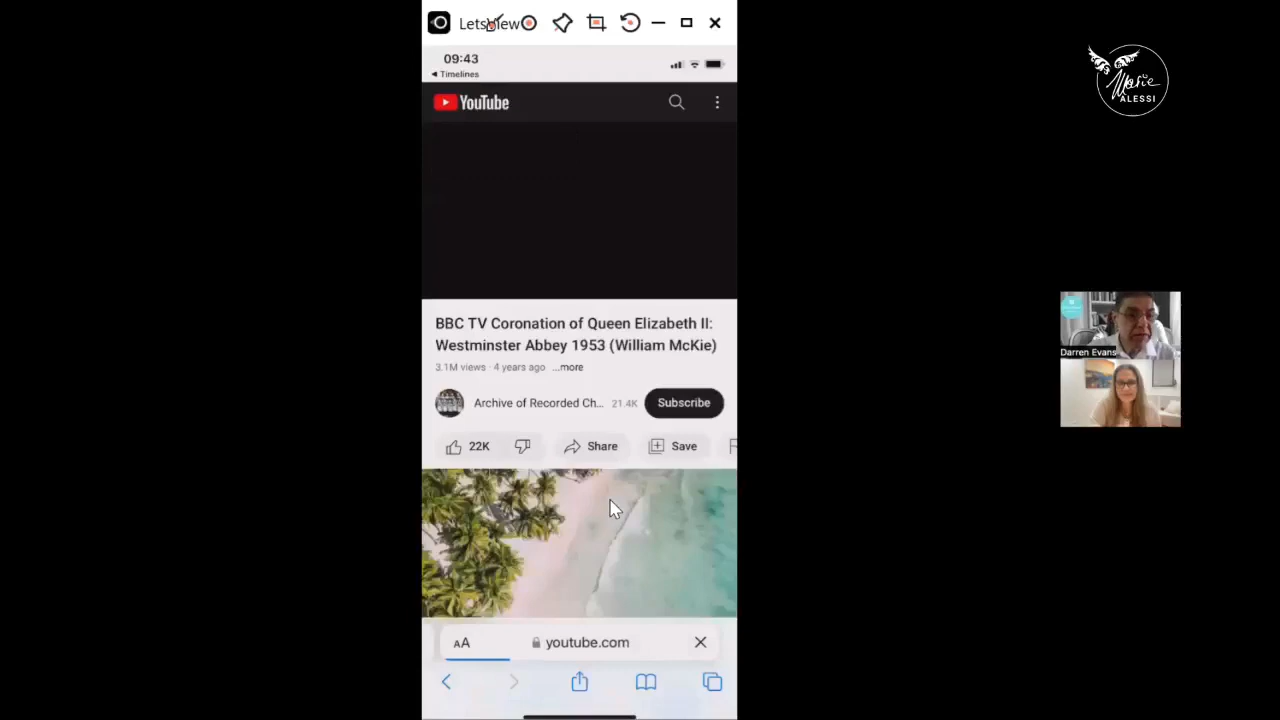 LetsView
09:43
Timelines
YouTube
BBC TV Coronation of Queen Elizabeth II:
Westminster Abbey 1953 (William McKie)
3.1M views · 4 years ago ...more
Archive of Recorded Ch... 21.4K Subscribe
22K Share Save
AA youtube.com
Marie
ALESSI
Darren Evans